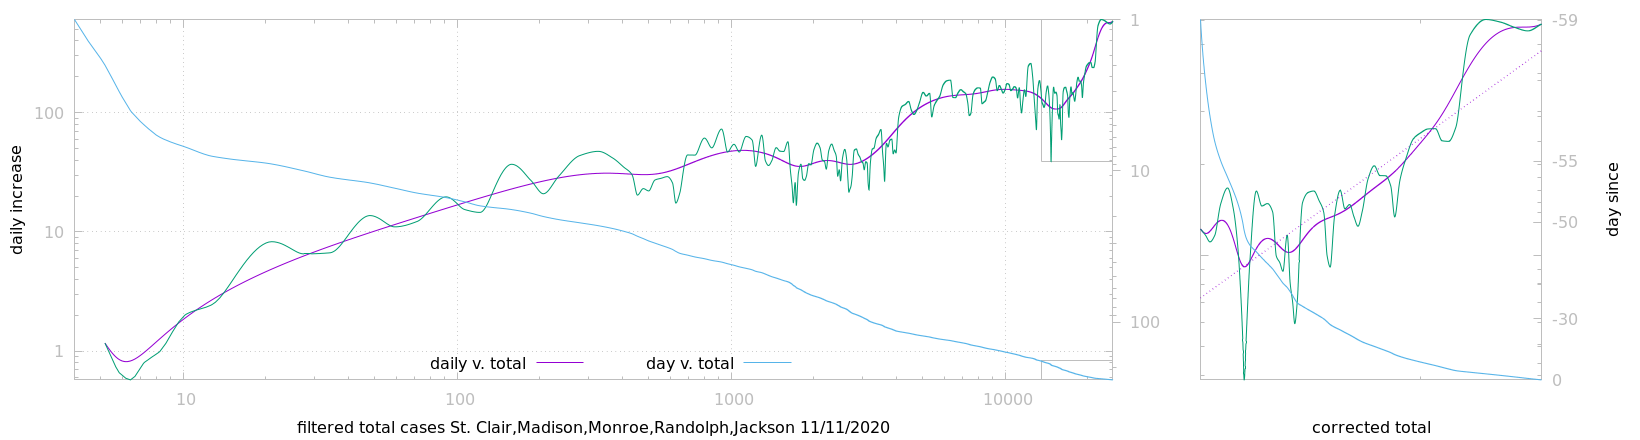 daily increase
100
10
1
10
100
1000
10000
1
10
100
daily v. total
day v. total
filtered total cases St. Clair,Madison,Monroe,Randolph,Jackson 11/11/2020
-59
-55
-50
-30
0
day since
corrected total